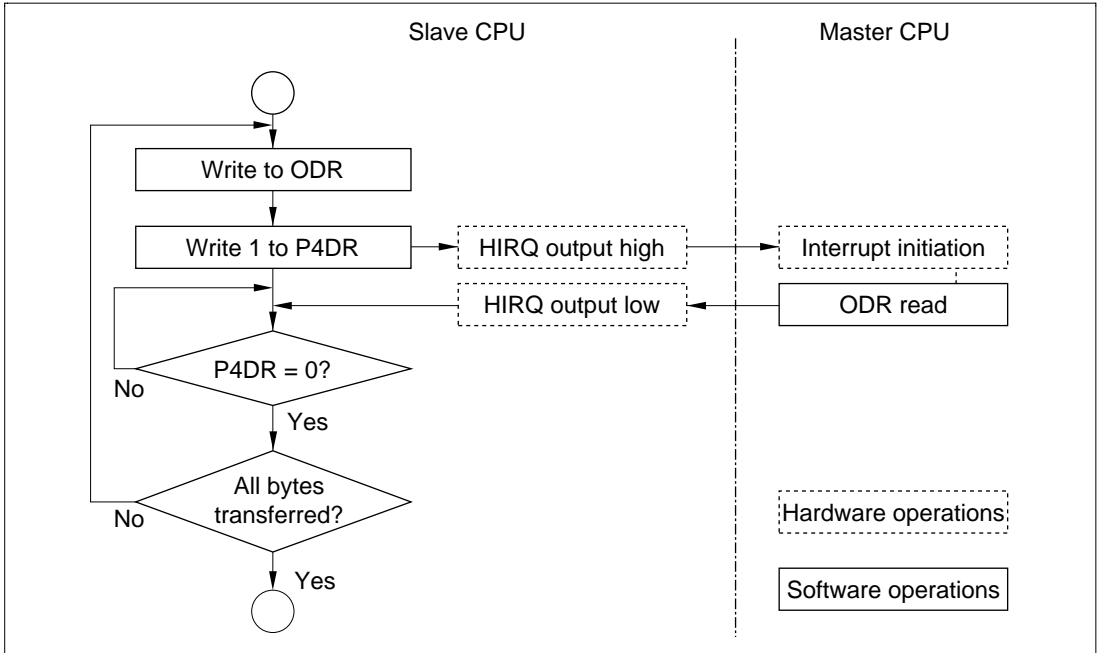 Slave CPU
Master CPU
Write to ODR
Write 1 to P4DR
HIRQ output high
Interrupt initiation
HIRQ output low
ODR read
P4DR = 0?
No
Yes
All bytes
transferred?
No
Yes
Hardware operations
Software operations